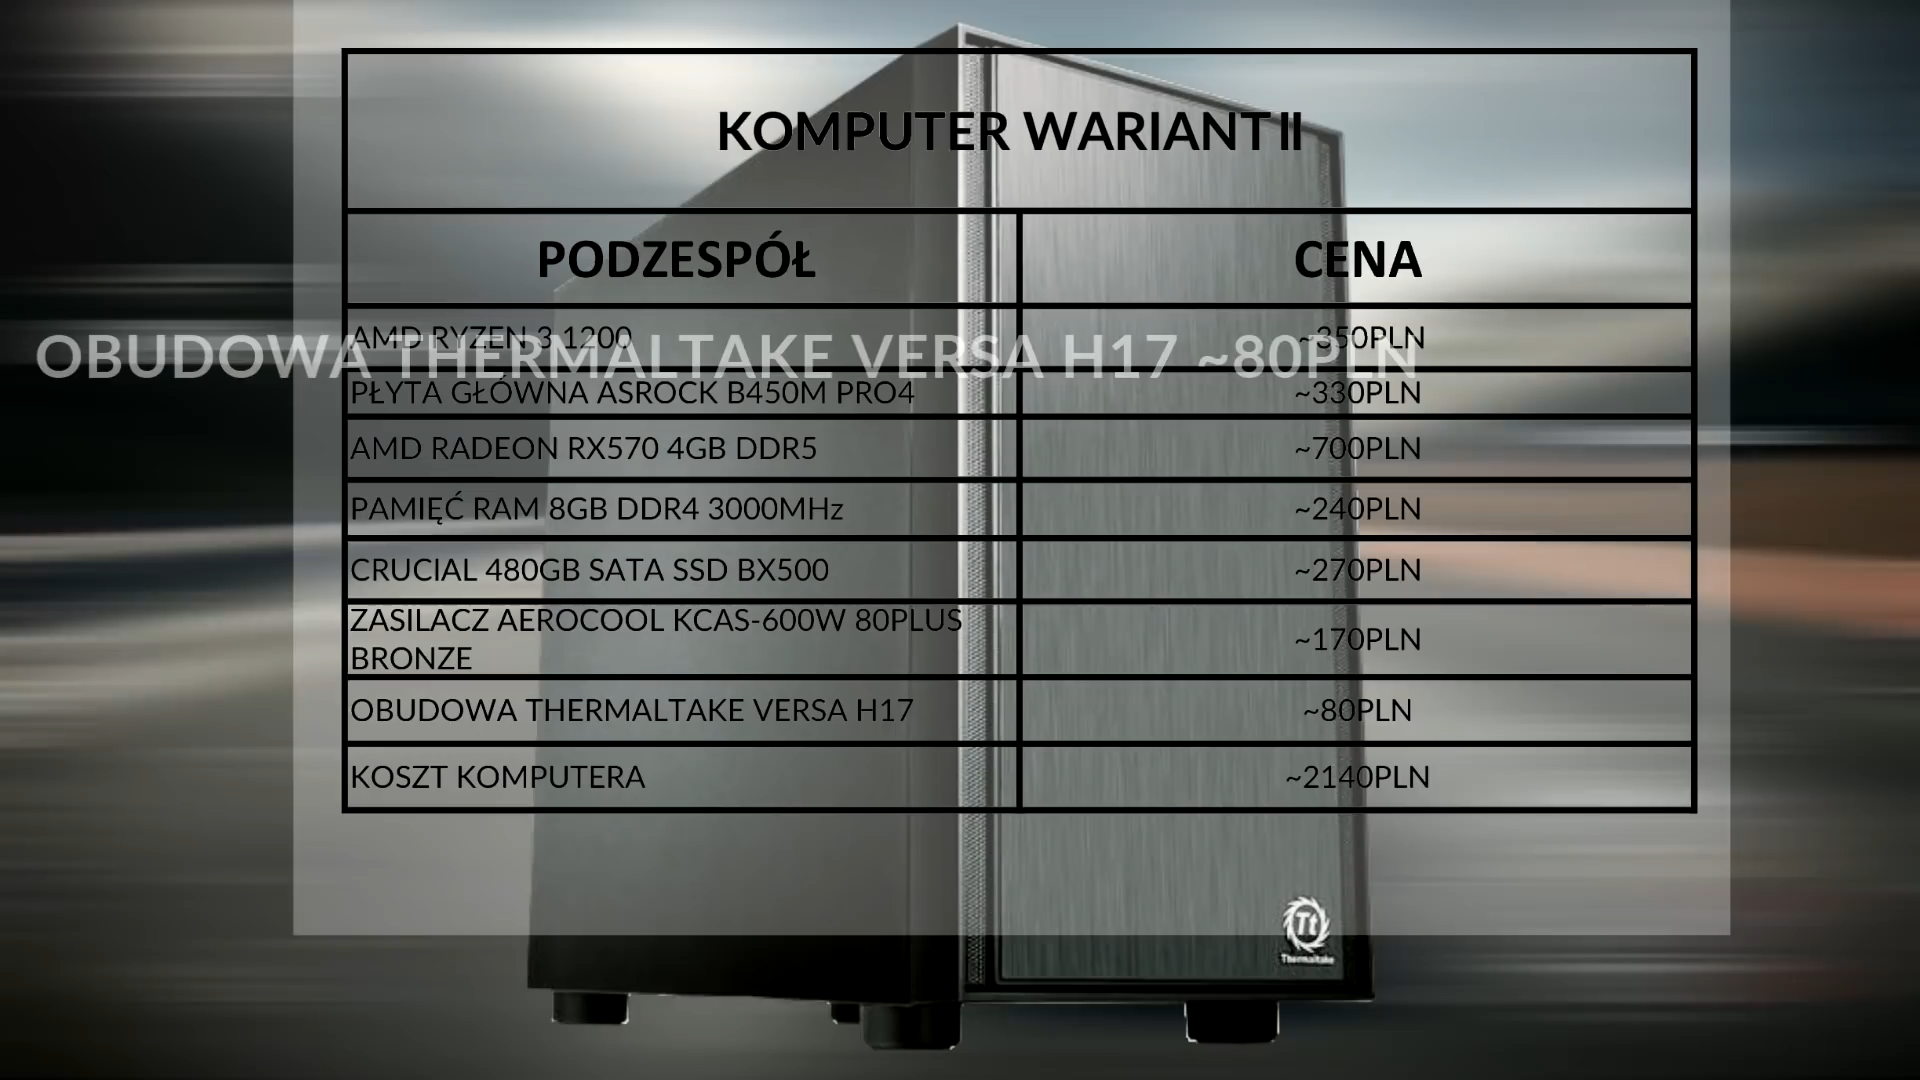 KOMPUTER WARIANT II
PODZESPÓŁ CENA
AMD RYZEN 3 1200 ~350PLN
OBUDOWA THERMALTAKE VERSA H17 ~80PLN
PŁYTA GŁÓWNA ASROCK B450M PRO4 ~330PLN
AMD RADEON RX570 4GB DDR5 ~700PLN
PAMIĘĆ RAM 8GB DDR4 3000MHz ~240PLN
CRUCIAL 480GB SATA SSD BX500 ~270PLN
ZASILACZ AEROCOOL KCAS-600W 80PLUS
BRONZE ~170PLN
OBUDOWA THERMALTAKE VERSA H17 ~80PLN
KOSZT KOMPUTERA ~2140PLN
Tt
Thermaltake